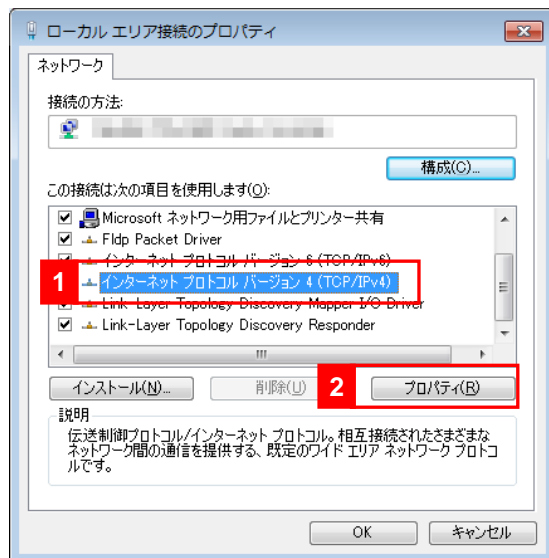 ローカル エリア接続のプロパティ
ネットワーク
接続の方法:
構成(C)...
この接続は次の項目を使用します(O):
Microsoft ネットワーク用ファイルとプリンター共有
Fldp Packet Driver
インターネット プロトコル バージョン 6 (TCP/IPv6)
1 インターネット プロトコル バージョン 4 (TCP/IPv4)
Link-Layer Topology Discovery Mapper I/O Driver
Link-Layer Topology Discovery Responder
インストール(N)... 削除(U) 2 プロパティ(R)
説明
伝送制御プロトコル/インターネット プロトコル。相互接続されたさまざまな
ネットワーク間の通信を提供する、既定のワイド エリア ネットワーク プロトコ
ルです。
OK キャンセル